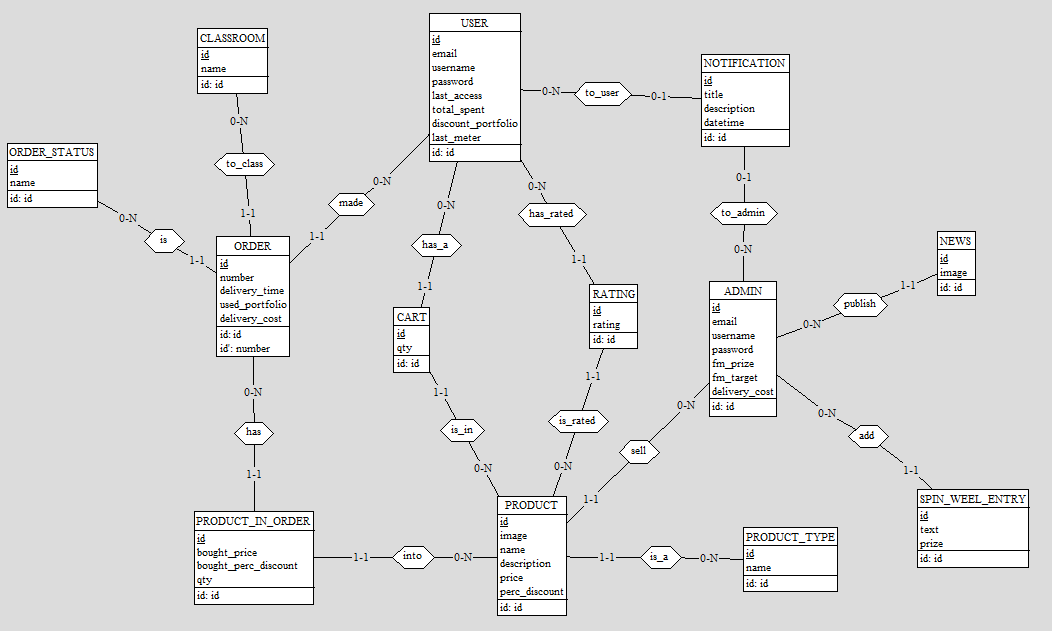 USER
id
email
username
password
last_access
total_spent
discount_portfolio
last_meter
id: id
CLASSROOM
id
name
id: id
NOTIFICATION
id
title
description
datetime
id: id
0-N
to_user
0-1
0-N
to_class
1-1
ORDER_STATUS
id
name
id: id
0-N
is
1-1
0-N
made
1-1
0-N
has_a
1-1
0-N
has_rated
1-1
0-1
to_admin
0-N
ORDER
id
number
delivery_time
used_portfolio
delivery_cost
id: id
id': number
CART
id
qty
id: id
RATING
id
rating
id: id
ADMIN
id
email
username
password
fm_prize
fm_target
delivery_cost
id: id
NEWS
id
image
id: id
1-1
publish
0-N
0-N
has
1-1
1-1
is_in
0-N
1-1
is_rated
0-N
0-N
sell
1-1
0-N
add
1-1
PRODUCT_IN_ORDER
id
bought_price
bought_perc_discount
qty
id: id
1-1
into
0-N
PRODUCT
id
image
name
description
price
perc_discount
id: id
1-1
is_a
0-N
PRODUCT_TYPE
id
name
id: id
SPIN_WEEL_ENTRY
id
text
prize
id: id